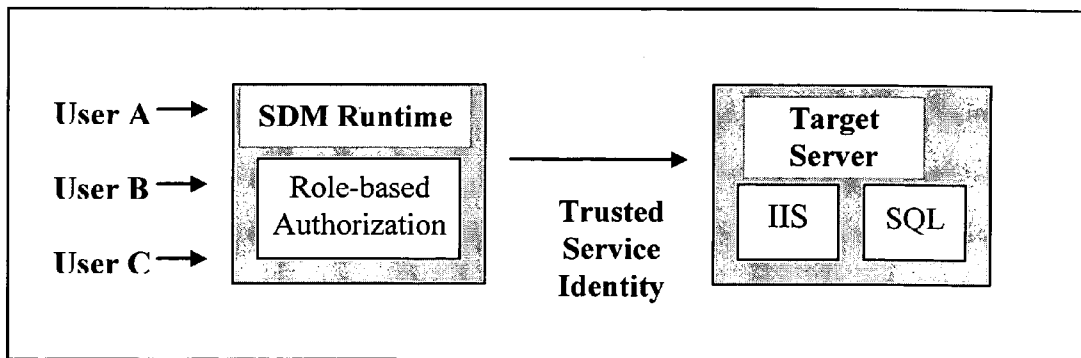 User A
User B
User C
SDM Runtime
Role-based
Authorization
Trusted
Service
Identity
Target
Server
IIS
SQL